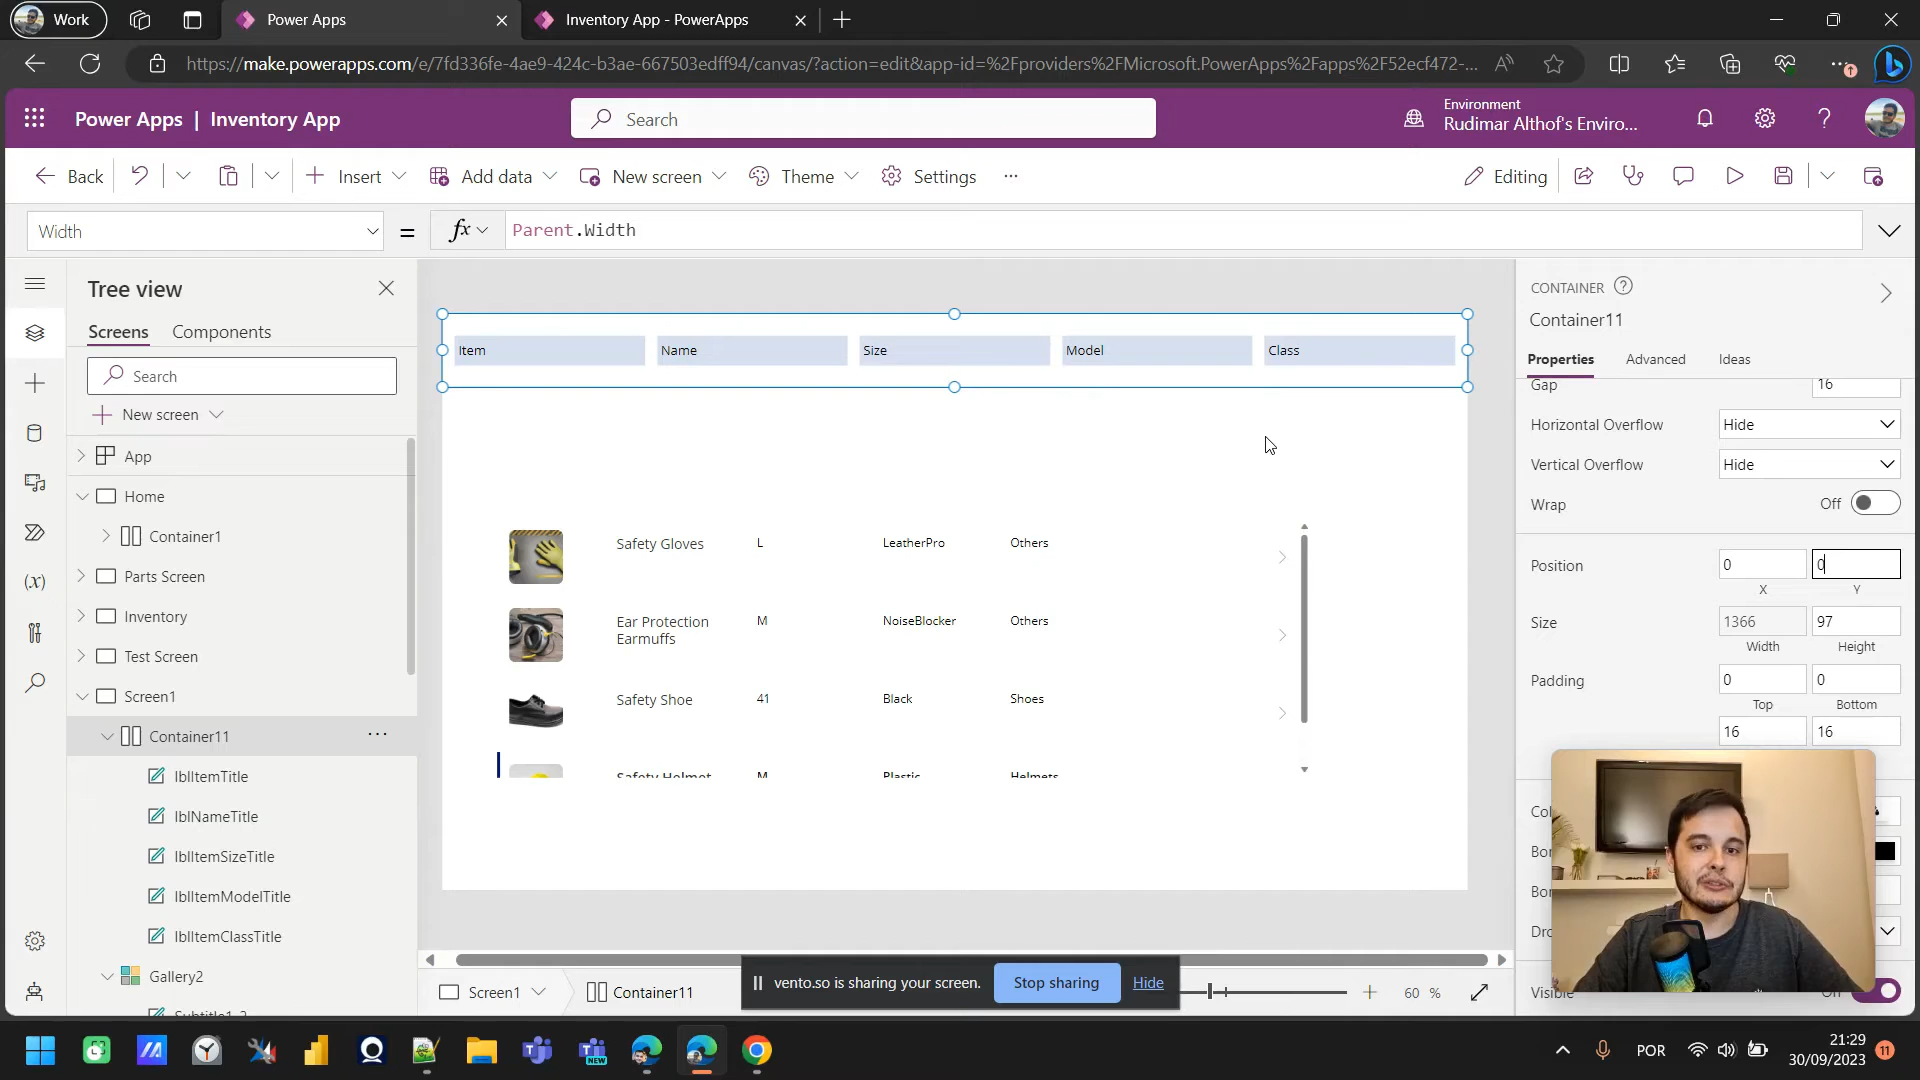 Work
Power Apps
Inventory App - PowerApps
https://make.powerapps.com/e/7fd336fe-4ae9-424c-b3ae-667503edff94/canvas/?action=edit&app-id=%2Fproviders%2FMicrosoft.PowerApps%2Fapps%2F52ecf472-...
Power Apps | Inventory App
Search
Environment
Rudimar Althof's Enviro...
Back
Insert
Add data
New screen
Theme
Settings
Editing
Width
=
fx
Parent.Width
Tree view
Screens
Components
Search
New screen
App
Home
Container1
Parts Screen
Inventory
Test Screen
Screen1
Container11
lblItemTitle
lblNameTitle
lblItemSizeTitle
lblItemModelTitle
lblItemClassTitle
Gallery2
Item
Name
Size
Model
Class
Safety Gloves
L
LeatherPro
Others
Ear Protection
Earmuffs
M
NoiseBlocker
Others
Safety Shoe
41
Black
Shoes
Safety Helmet
M
Plastic
Helmets
CONTAINER
Container11
Properties
Advanced
Ideas
Gap
16
Horizontal Overflow
Hide
Vertical Overflow
Hide
Wrap
Off
Position
0
0
X
Y
Size
1366
97
Width
Height
Padding
0
0
Top
Bottom
16
16
Visible
Screen1
Container11
vento.so is sharing your screen.
Stop sharing
Hide
60 %
NEW
POR
21:29
30/09/2023
11